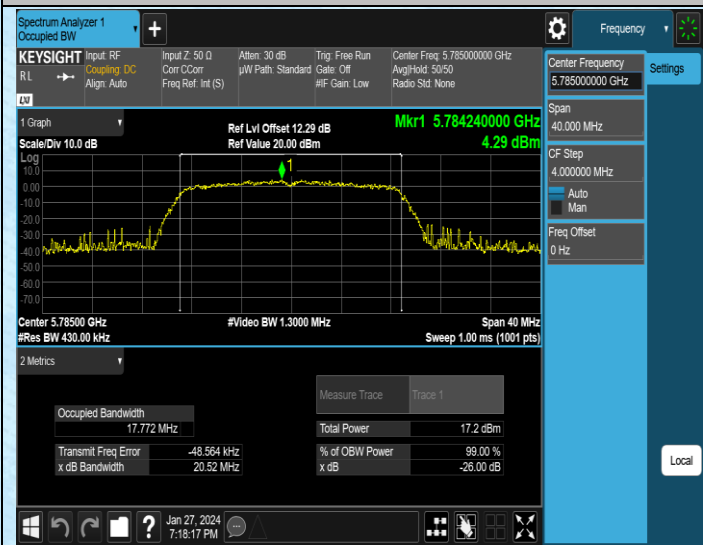 Spectrum Analyzer 1
Occupied BW
+
Frequency
KEYSIGHT
Input: RF
Coupling: DC
Align: Auto
Input Z: 50 Ω
Corr CCorr
Freq Ref: Int (S)
Atten: 30 dB
µW Path: Standard
Trig: Free Run
Gate: Off
#IF Gain: Low
Center Freq: 5.785000000 GHz
Avg|Hold: 50/50
Radio Std: None
RL
LXI
Center Frequency
5.785000000 GHz
Settings
Span
40.000 MHz
CF Step
4.000000 MHz
Auto
Man
Freq Offset
0 Hz
1 Graph
Scale/Div 10.0 dB
Ref Lvl Offset 12.29 dB
Ref Value 20.00 dBm
Mkr1 5.784240000 GHz
4.29 dBm
Log
10.0
0.00
-10.0
-20.0
-30.0
-40.0
-50.0
-60.0
-70.0
1
Center 5.78500 GHz
#Res BW 430.00 kHz
#Video BW 1.3000 MHz
Span 40 MHz
Sweep 1.00 ms (1001 pts)
2 Metrics
Measure Trace
Trace 1
Occupied Bandwidth
17.772 MHz
Total Power
17.2 dBm
Transmit Freq Error
-48.564 kHz
% of OBW Power
99.00 %
x dB Bandwidth
20.52 MHz
x dB
-26.00 dB
Local
?
Jan 27, 2024
7:18:17 PM